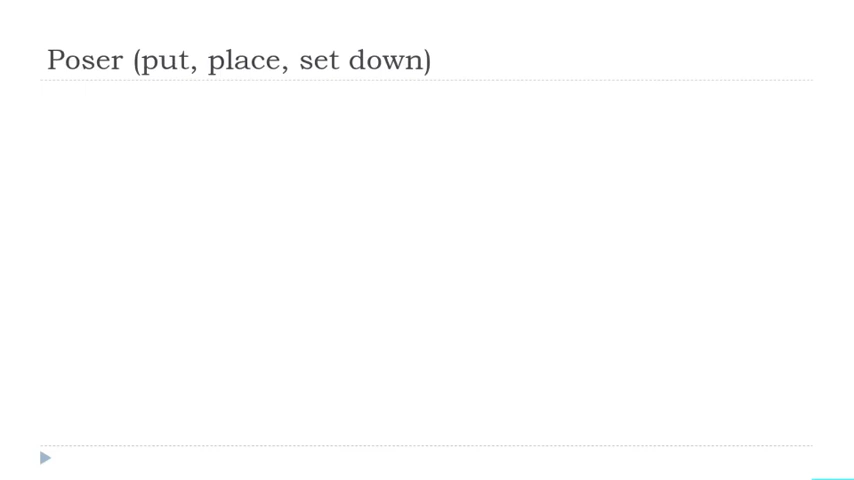 Poser (put, place, set down)